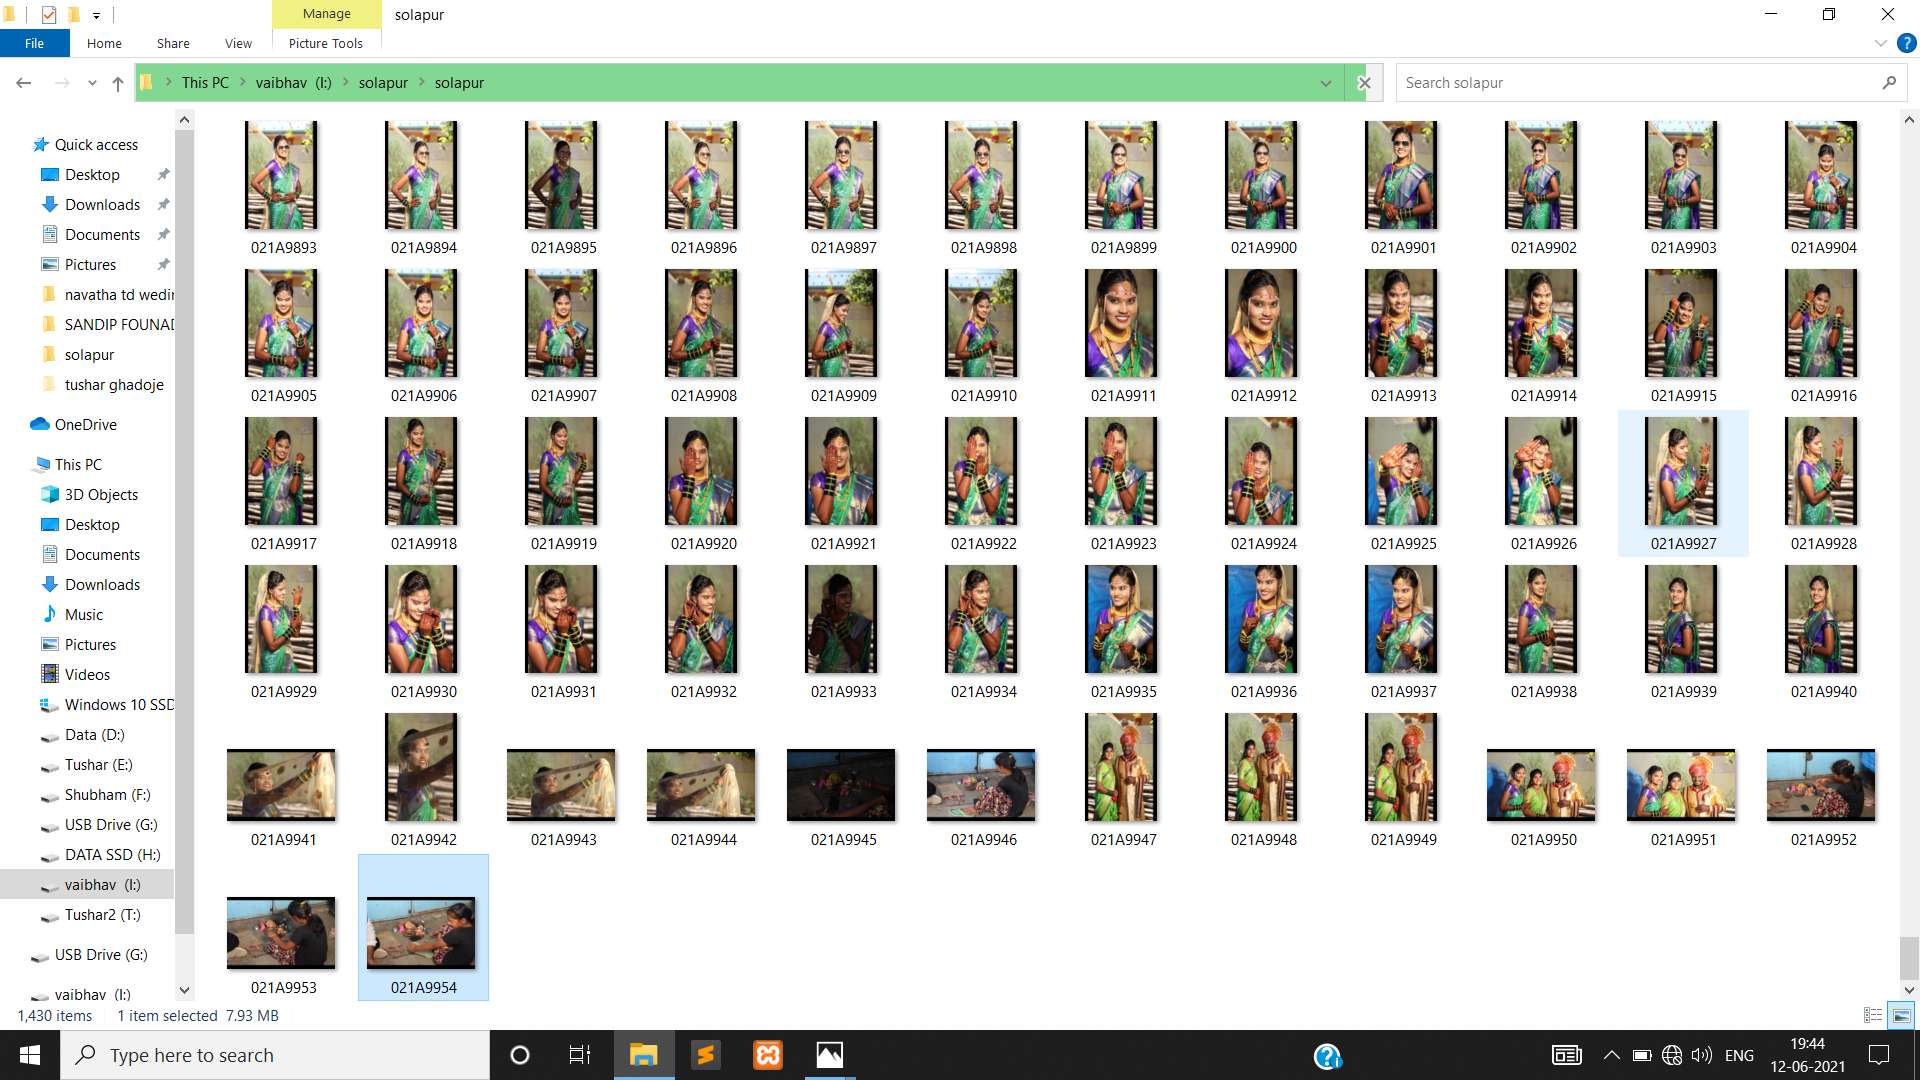 Manage
solapur
File
Home
Share
View
Picture Tools
This PC
vaibhav (I:)
solapur
solapur
Search solapur
Quick access
Desktop
Downloads
Documents
Pictures
navatha td wedin
SANDIP FOUNAD
solapur
tushar ghadoje
OneDrive
This PC
3D Objects
Desktop
Documents
Downloads
Music
Pictures
Videos
Windows 10 SSD
Data (D:)
Tushar (E:)
Shubham (F:)
USB Drive (G:)
DATA SSD (H:)
vaibhav (I:)
Tushar2 (T:)
USB Drive (G:)
vaibhav (I:)
021A9893 021A9894 021A9895 021A9896 021A9897 021A9898 021A9899 021A9900 021A9901 021A9902 021A9903 021A9904
021A9905 021A9906 021A9907 021A9908 021A9909 021A9910 021A9911 021A9912 021A9913 021A9914 021A9915 021A9916
021A9917 021A9918 021A9919 021A9920 021A9921 021A9922 021A9923 021A9924 021A9925 021A9926 021A9927 021A9928
021A9929 021A9930 021A9931 021A9932 021A9933 021A9934 021A9935 021A9936 021A9937 021A9938 021A9939 021A9940
021A9941 021A9942 021A9943 021A9944 021A9945 021A9946 021A9947 021A9948 021A9949 021A9950 021A9951 021A9952
021A9953 021A9954
1,430 items 1 item selected 7.93 MB
Type here to search
ENG
19:44
12-06-2021